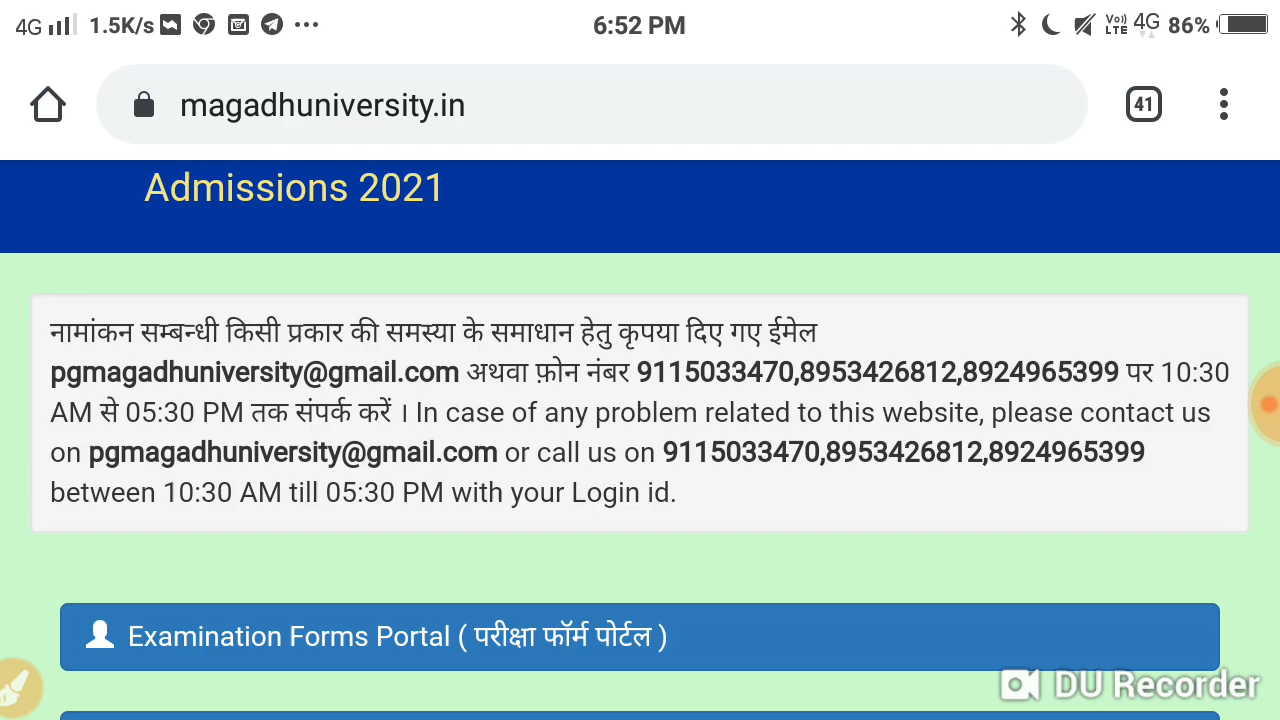 4G 1.5K/s 6:52 PM Vo)) LTE 4G 86%
magadhuniversity.in 41
Admissions 2021
नामांकन सम्बन्धी किसी प्रकार की समस्या के समाधान हेतु कृपया दिए गए ईमेल
pgmagadhuniversity@gmail.com अथवा फ़ोन नंबर 9115033470,8953426812,8924965399 पर 10:30
AM से 05:30 PM तक संपर्क करें । In case of any problem related to this website, please contact us
on pgmagadhuniversity@gmail.com or call us on 9115033470,8953426812,8924965399
between 10:30 AM till 05:30 PM with your Login id.
Examination Forms Portal ( परीक्षा फॉर्म पोर्टल )
DU Recorder